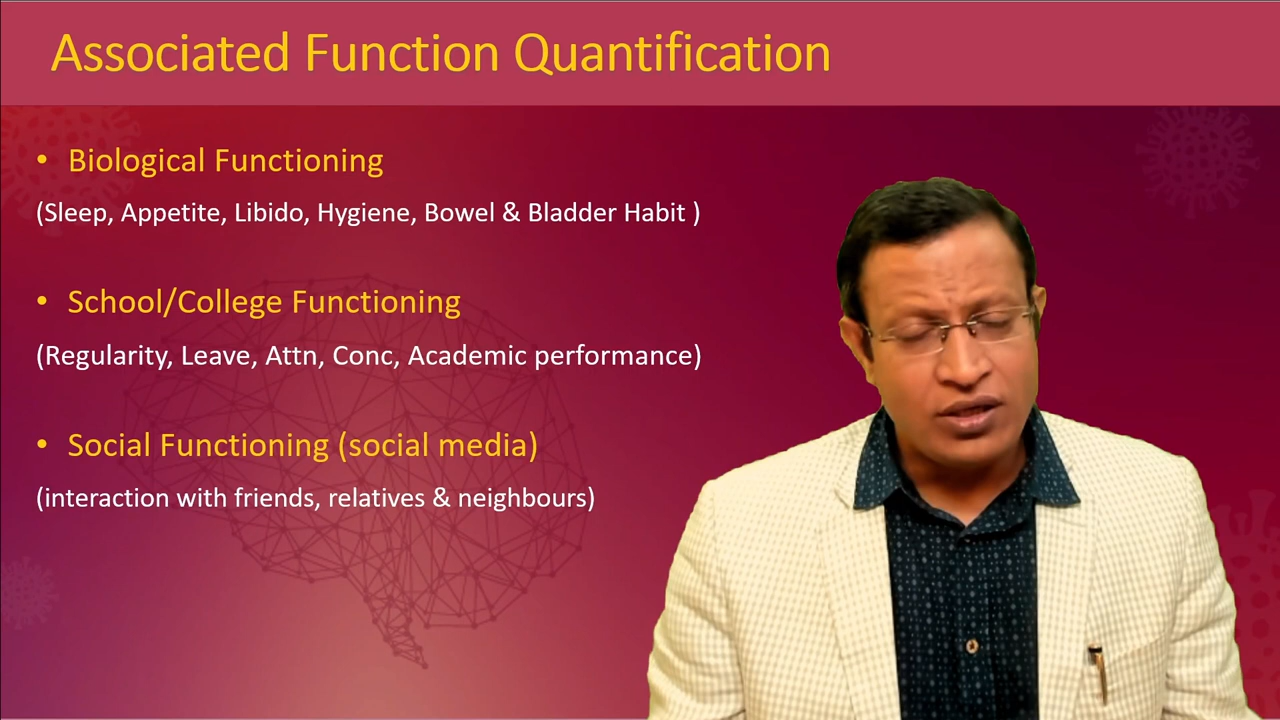 Associated Function Quantification
• Biological Functioning
(Sleep, Appetite, Libido, Hygiene, Bowel & Bladder Habit )
• School/College Functioning
(Regularity, Leave, Attn, Conc, Academic performance)
• Social Functioning (social media)
(interaction with friends, relatives & neighbours)